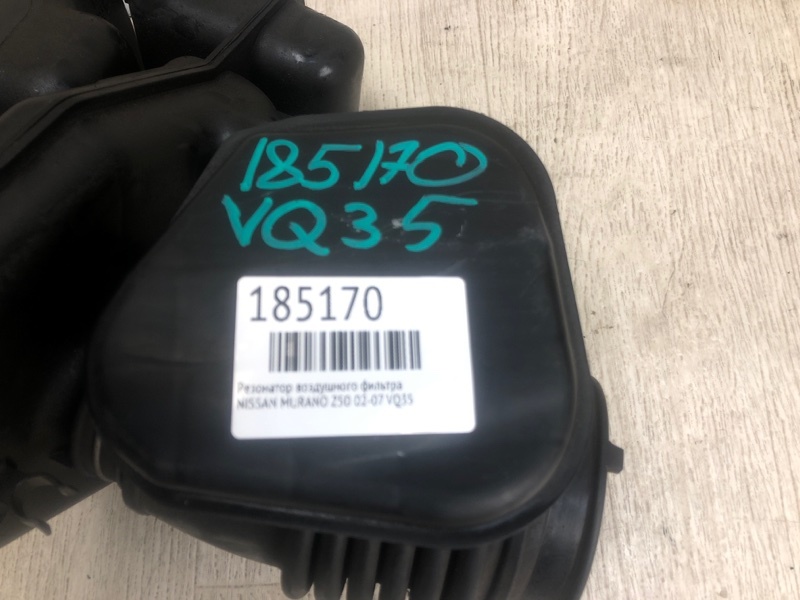 185170
VQ35
185170
Резонатор воздушного фильтра
NISSAN MURANO Z50 02-07 VQ35